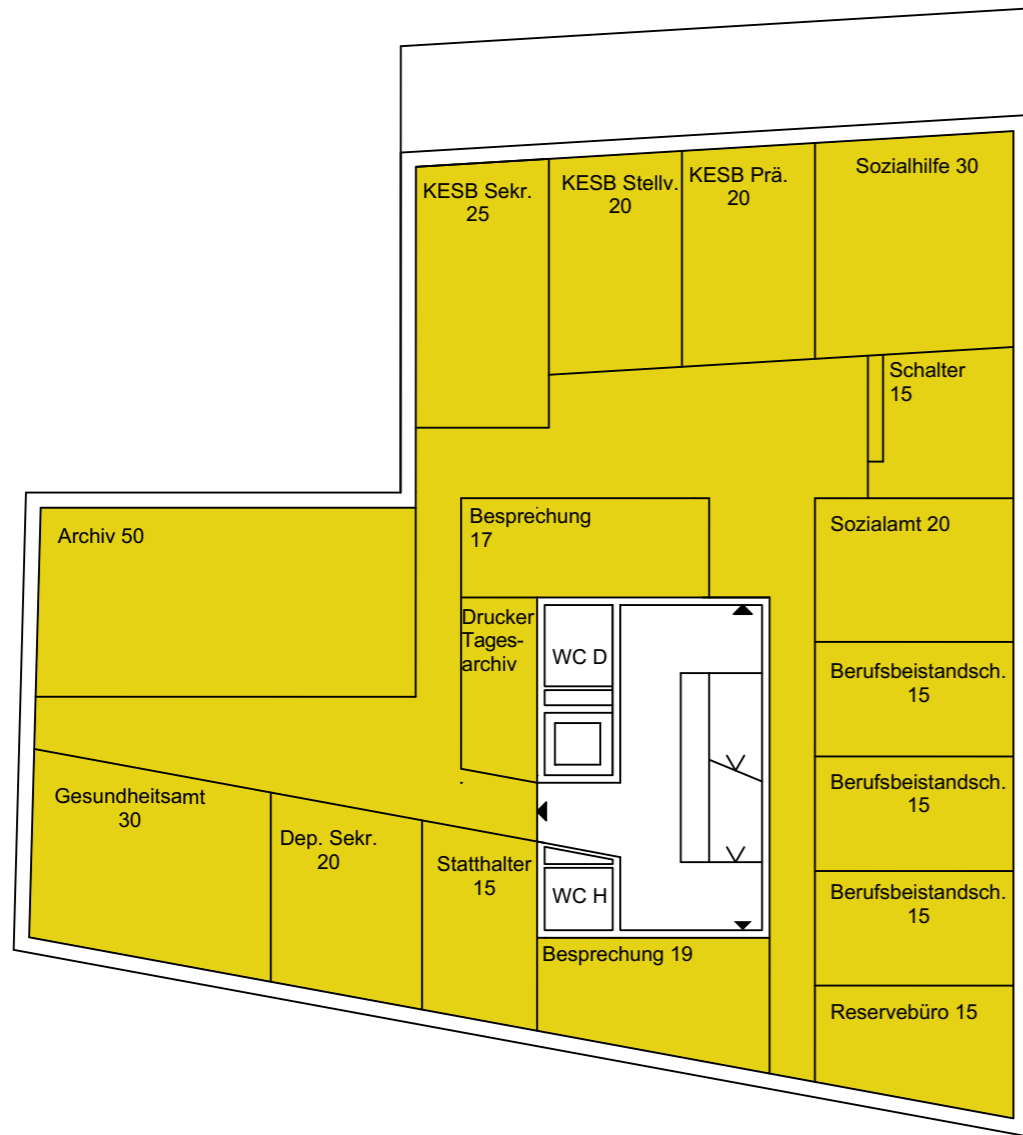 KESB Sekr.
25
KESB Stellv.
20
KESB Prä.
20
Sozialhilfe 30
Schalter
15
Archiv 50
Besprechung
17
Sozialamt 20
Drucker
Tages-
archiv
WC D
Berufsbeistandsch.
15
Berufsbeistandsch.
15
Gesundheitsamt
30
Dep. Sekr.
20
Statthalter
15
WC H
Berufsbeistandsch.
15
Besprechung 19
Reservebüro 15